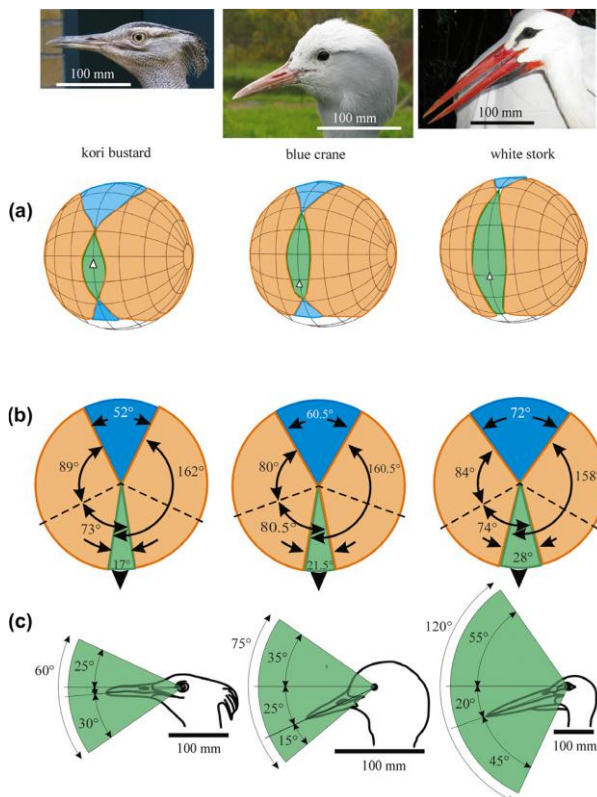 100 mm
100 mm
100 mm
kori bustard
blue crane
white stork
(a)
(b)
52°
89°
162°
73°
17°
60.5°
80°
160.5°
80.5°
21.5°
72°
84°
158°
74°
28°
(c)
60°
25°
30°
100 mm
75°
35°
25°
15°
100 mm
120°
55°
20°
45°
100 mm